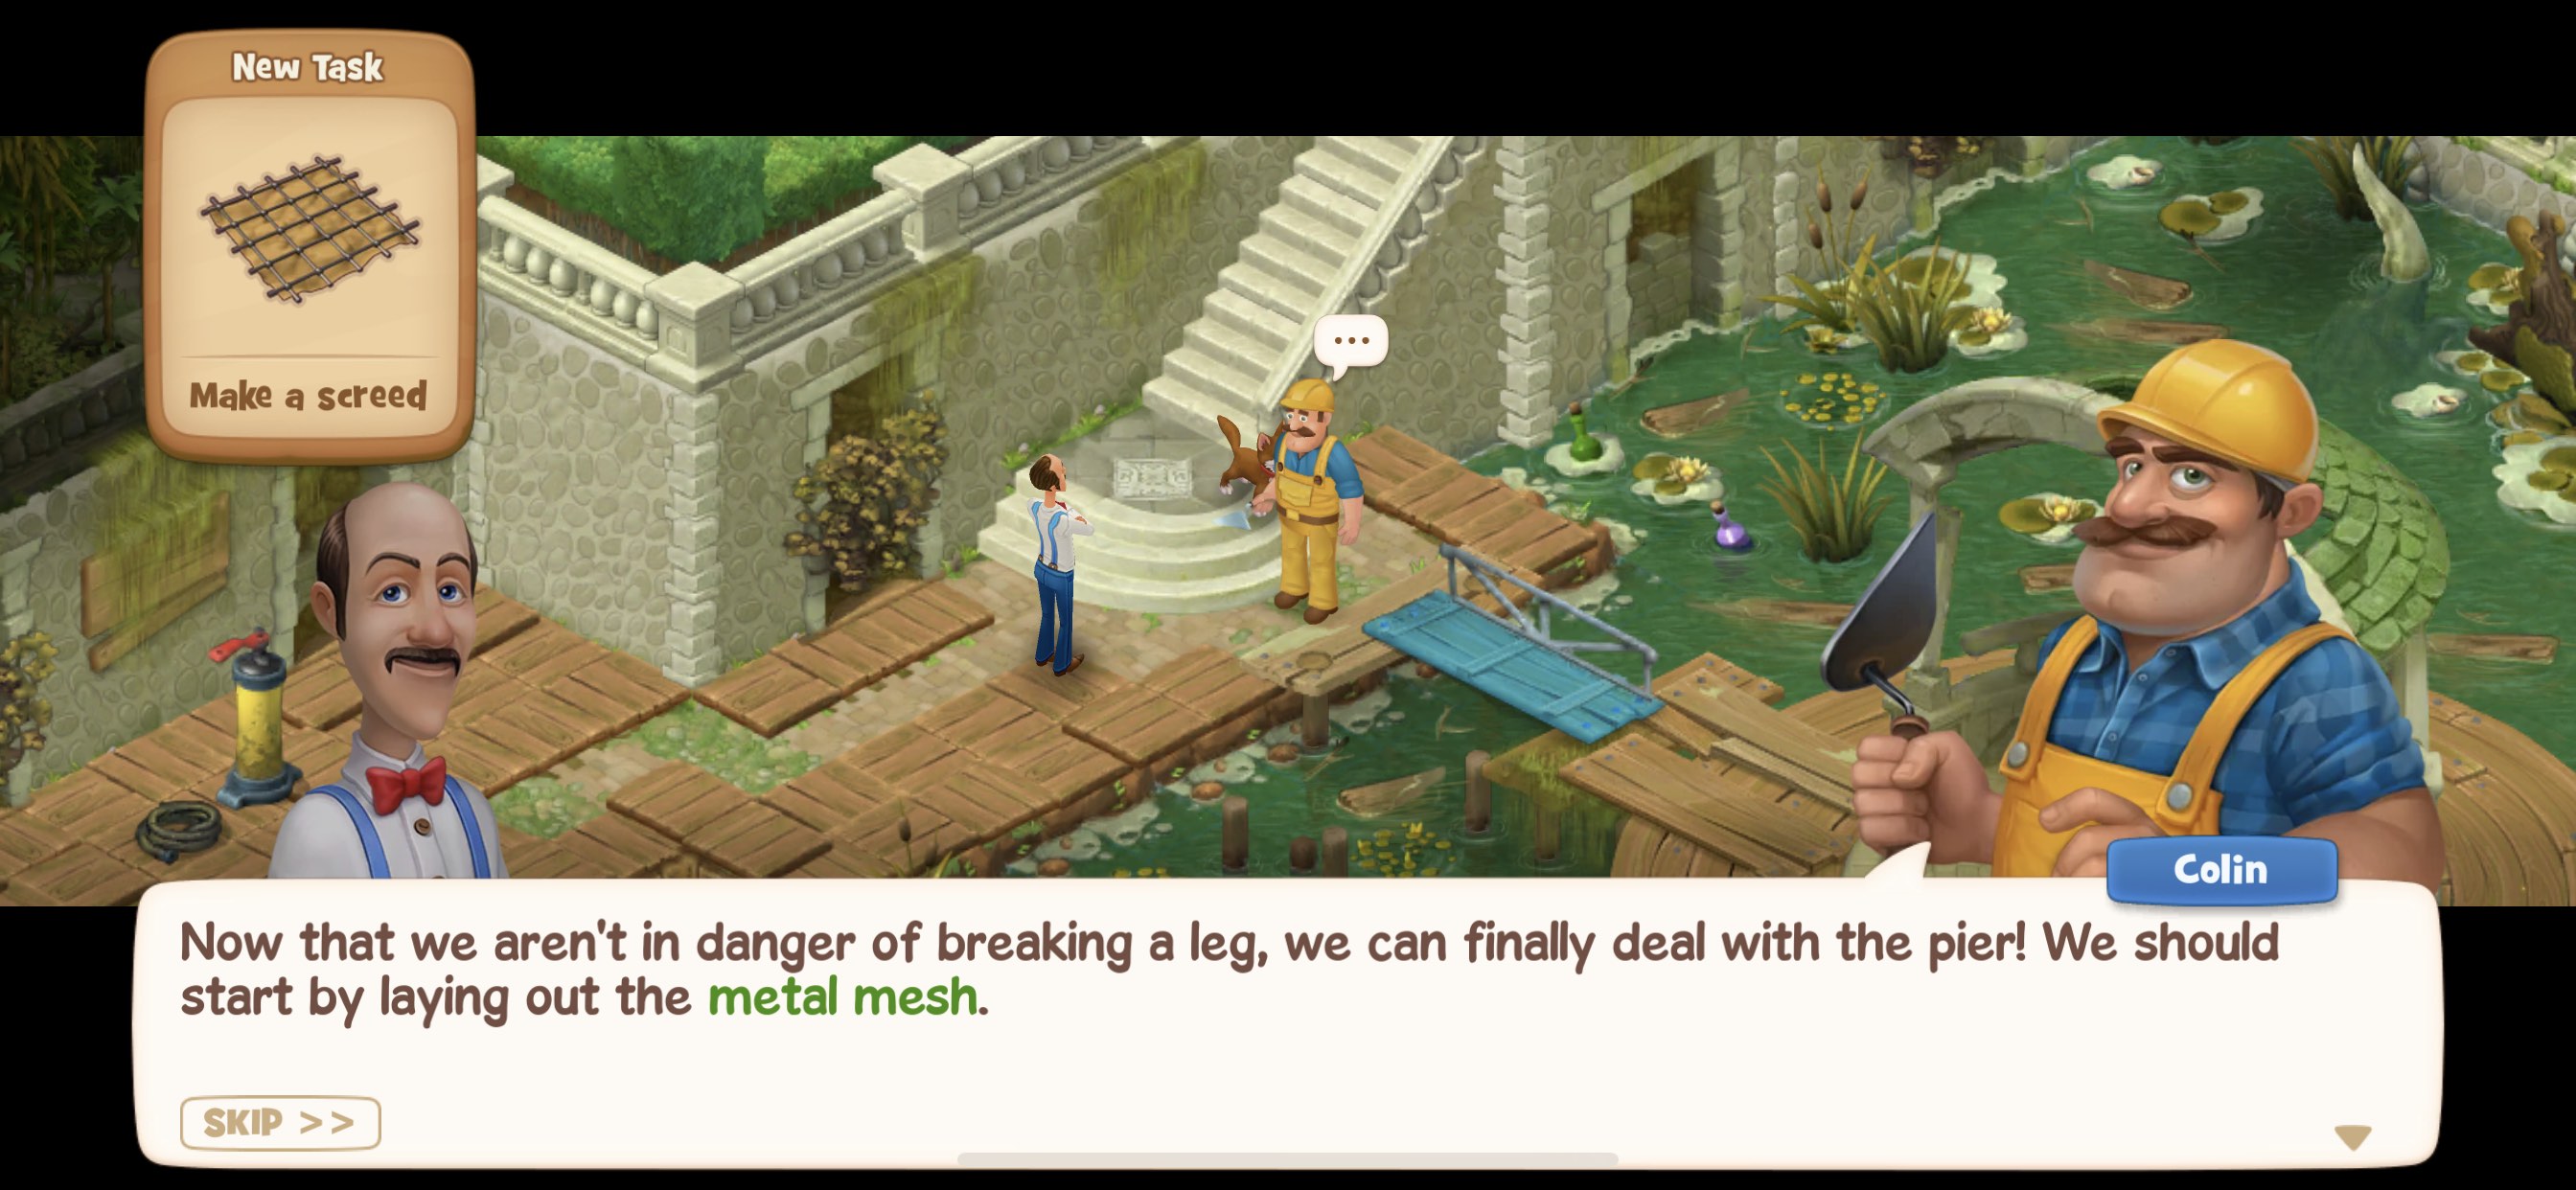 New Task
Make a screed
...
Colin
Now that we aren't in danger of breaking a leg, we can finally deal with the pier! We should
start by laying out the metal mesh.
SKIP >>